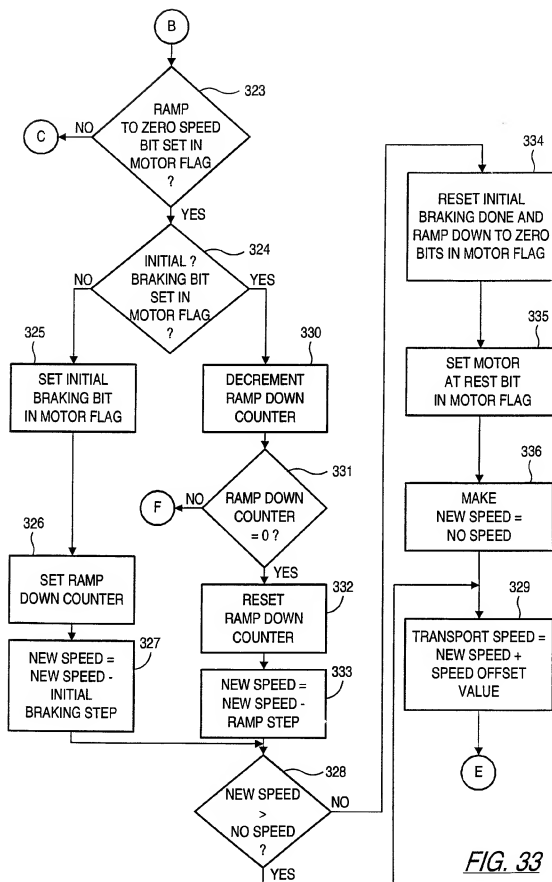 B
323
RAMP
TO ZERO SPEED
BIT SET IN
MOTOR FLAG
?
NO
C
YES
324
INITIAL ?
BRAKING BIT
SET IN
MOTOR FLAG
?
NO
YES
325
SET INITIAL
BRAKING BIT
IN MOTOR FLAG
330
DECREMENT
RAMP DOWN
COUNTER
331
RAMP DOWN
COUNTER
= 0 ?
NO
F
YES
326
SET RAMP
DOWN COUNTER
332
RESET
RAMP DOWN
COUNTER
327
NEW SPEED =
NEW SPEED -
INITIAL
BRAKING STEP
333
NEW SPEED =
NEW SPEED-
RAMP STEP
328
NEW SPEED
>
NO SPEED
?
NO
YES
334
RESET INITIAL
BRAKING DONE AND
RAMP DOWN TO ZERO
BITS IN MOTOR FLAG
335
SET MOTOR
AT REST BIT
IN MOTOR FLAG
336
MAKE
NEW SPEED =
NO SPEED
329
TRANSPORT SPEED =
NEW SPEED +
SPEED OFFSET
VALUE
E
FIG. 33